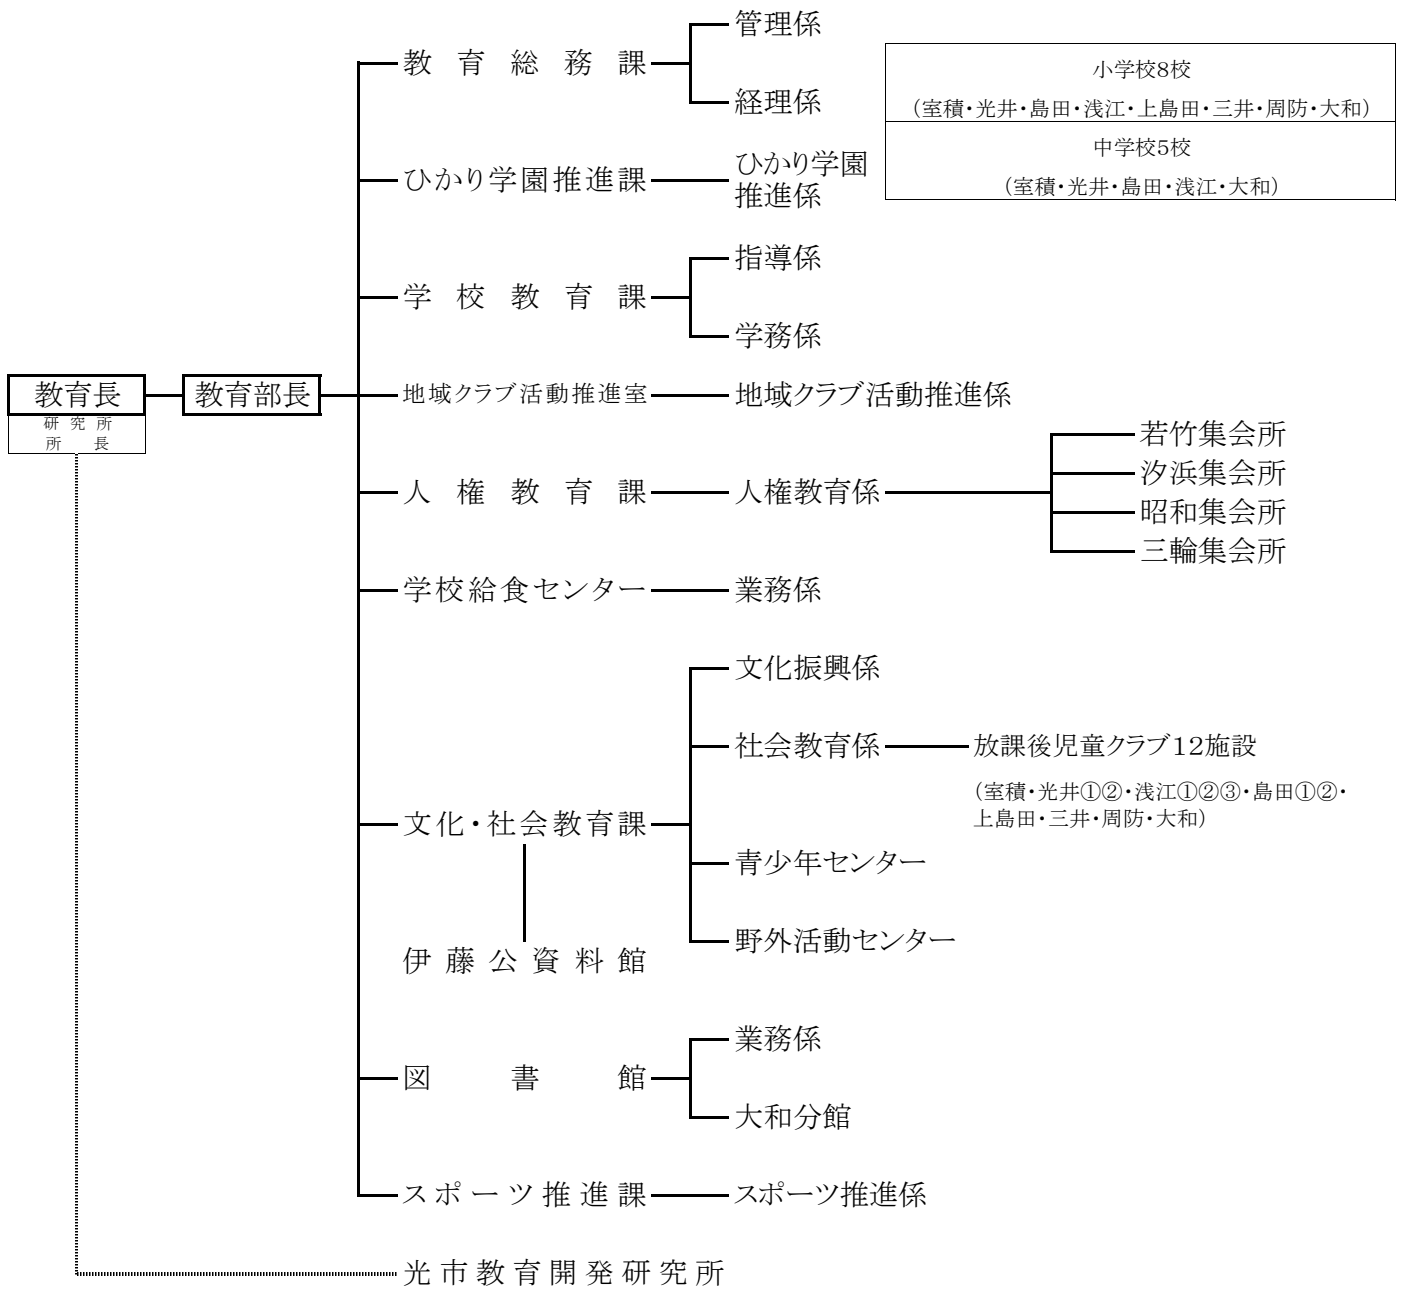 管理係
教育総務課
経理係
小学校8校
（室積・光井・島田・浅江・上島田・三井・周防・大和）
中学校5校
（室積・光井・島田・浅江・大和）
ひかり学園推進課
ひかり学園
推進係
指導係
学校教育課
学務係
教育長
研究所
所長
教育部長
地域クラブ活動推進室
地域クラブ活動推進係
人権教育課
人権教育係
若竹集会所
汐浜集会所
昭和集会所
三輪集会所
学校給食センター
業務係
文化振興係
社会教育係
放課後児童クラブ12施設
（室積・光井①②・浅江①②③・島田①②・
上島田・三井・周防・大和）
文化・社会教育課
青少年センター
野外活動センター
伊藤公資料館
業務係
図書館
大和分館
スポーツ推進課
スポーツ推進係
光市教育開発研究所